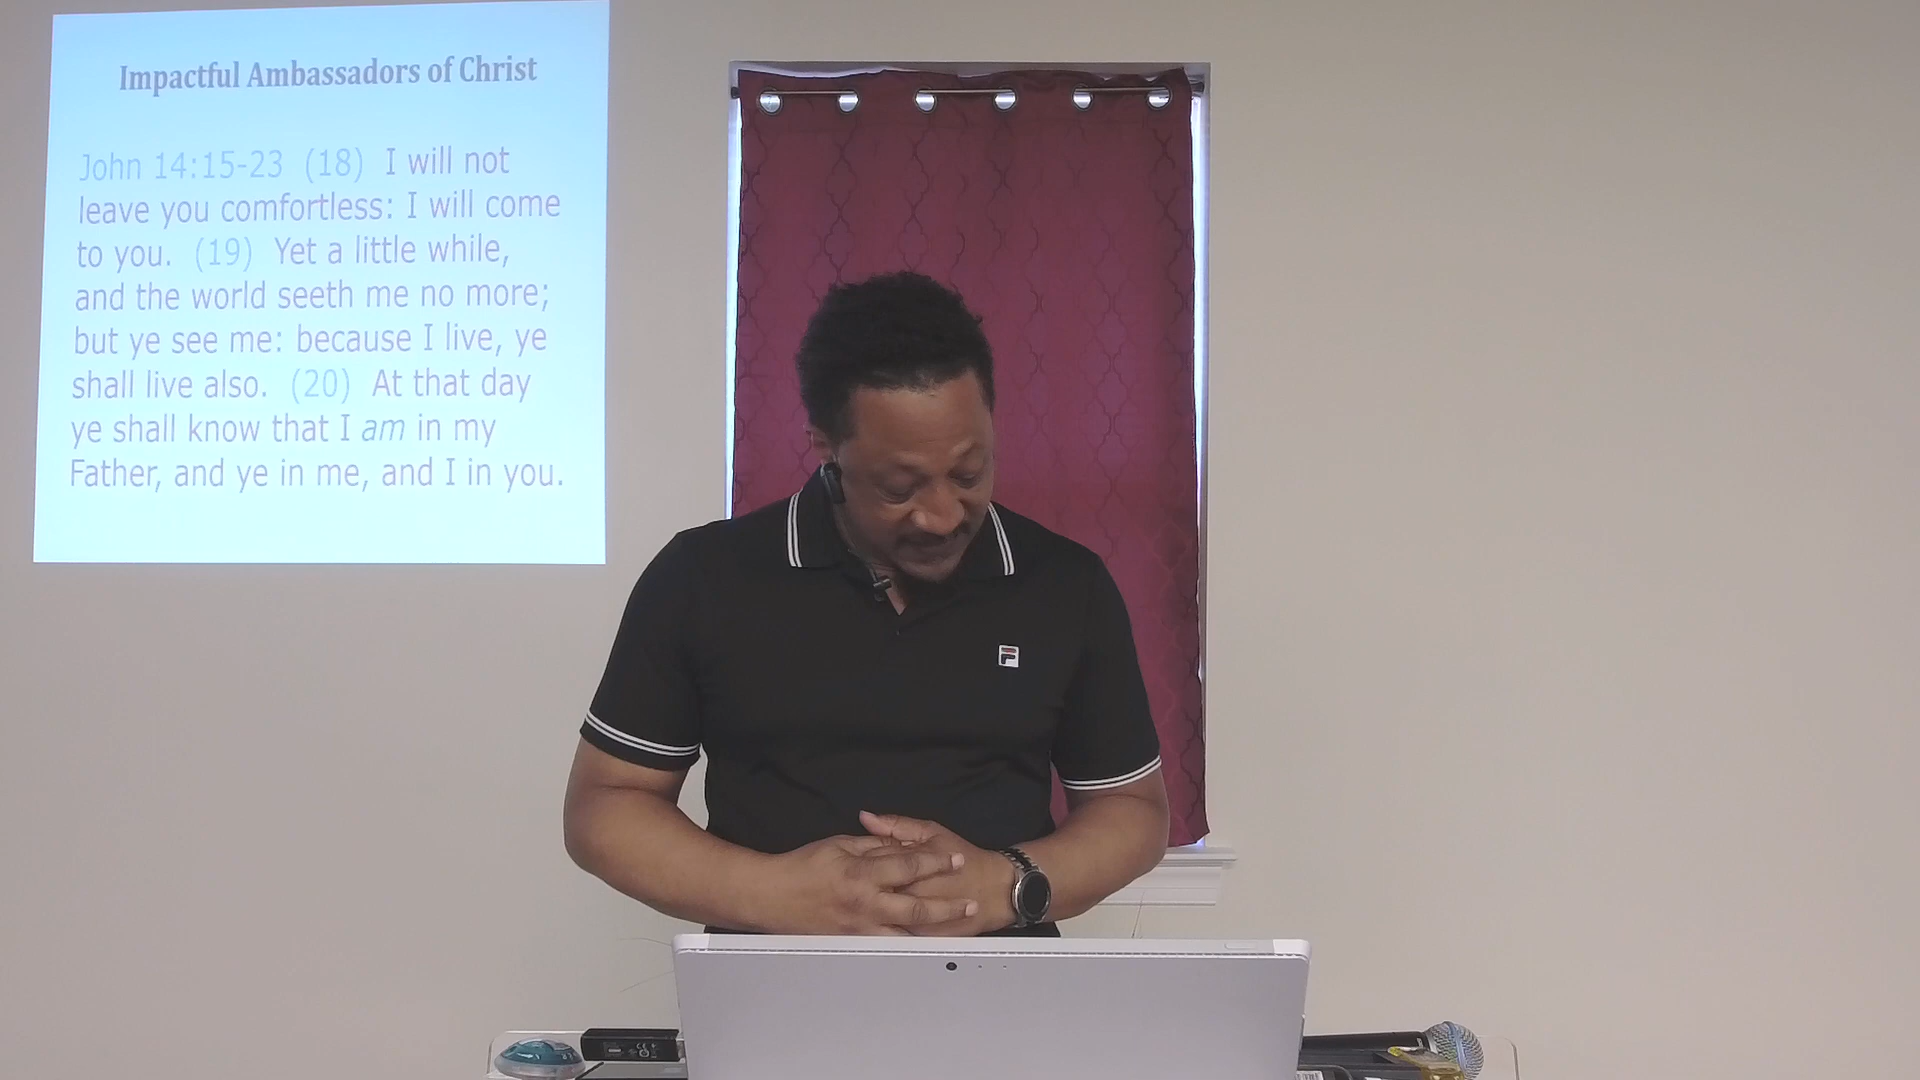 Impactful Ambassadors of Christ
John 14:15-23 (18) I will not
leave you comfortless: I will come
to you. (19) Yet a little while,
and the world seeth me no more;
but ye see me: because I live, ye
shall live also. (20) At that day
ye shall know that I am in my
Father, and ye in me, and I in you.